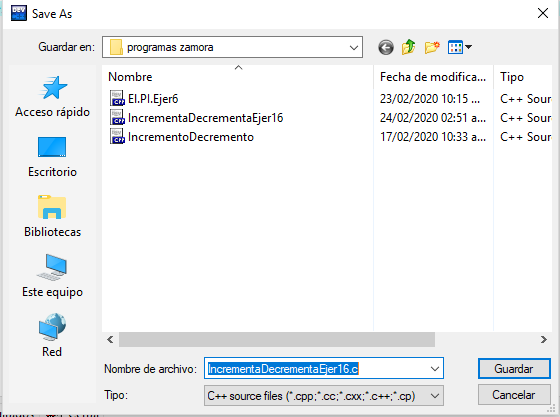 Save As
Guardar en: programas zamora
Nombre Fecha de modifica... Tipo
EI.PI.Ejer6 23/02/2020 10:15 ... C++ Sour
IncrementaDecrementaEjer16 24/02/2020 02:51 a... C++ Sour
IncrementoDecremento 17/02/2020 10:33 a... C++ Sour
Acceso rápido
Escritorio
Bibliotecas
Este equipo
Red
Nombre de archivo: IncrementaDecrementaEjer16.c Guardar
Tipo: C++ source files (*.cpp;*.cc;*.cxx;*.c++;*.cp) Cancelar